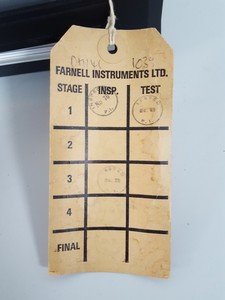 FARNELL INSTRUMENTS LTD.
STAGE INSP. TEST
1
2
3
4
FINAL